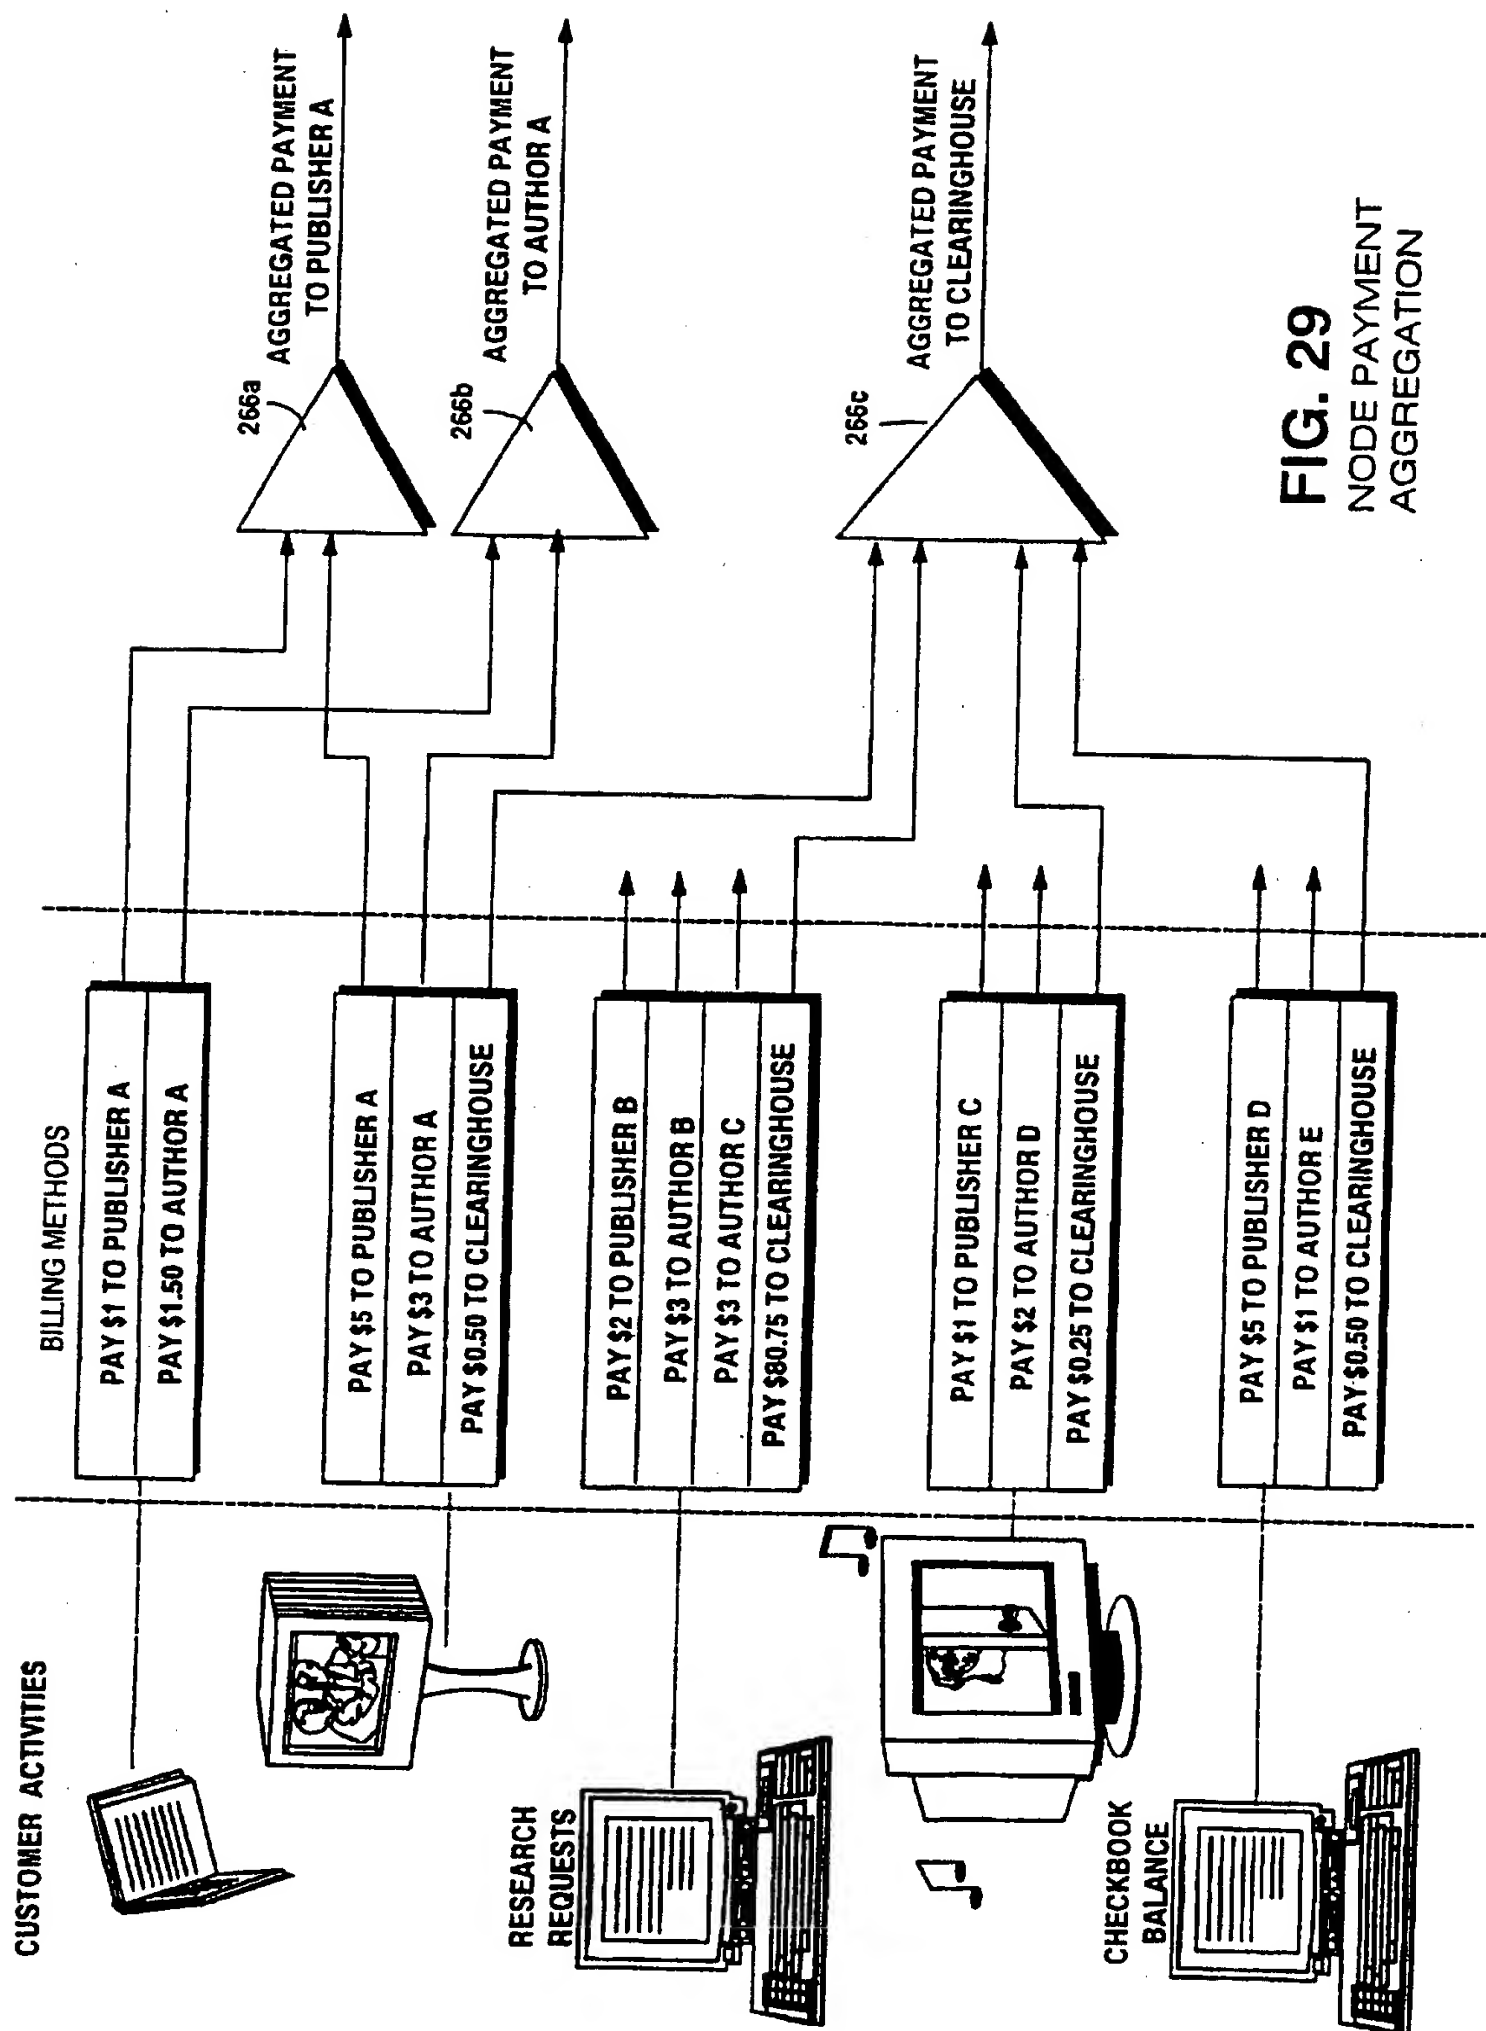 CUSTOMER ACTIVITIES
RESEARCH
REQUESTS
CHECKBOOK
BALANCE
BILLING METHODS
PAY $1 TO PUBLISHER A
PAY $1.50 TO AUTHOR A
PAY $5 TO PUBLISHER A
PAY $3 TO AUTHOR A
PAY $0.50 TO CLEARINGHOUSE
PAY $2 TO PUBLISHER B
PAY $3 TO AUTHOR B
PAY $3 TO AUTHOR C
PAY $80.75 TO CLEARINGHOUSE
PAY $1 TO PUBLISHER C
PAY $2 TO AUTHOR D
PAY $0.25 TO CLEARINGHOUSE
PAY $5 TO PUBLISHER D
PAY $1 TO AUTHOR E
PAY $0.50 TO CLEARINGHOUSE
266a
AGGREGATED PAYMENT
TO PUBLISHER A
266b
AGGREGATED PAYMENT
TO AUTHOR A
266c
AGGREGATED PAYMENT
TO CLEARINGHOUSE
FIG. 29
NODE PAYMENT
AGGREGATION